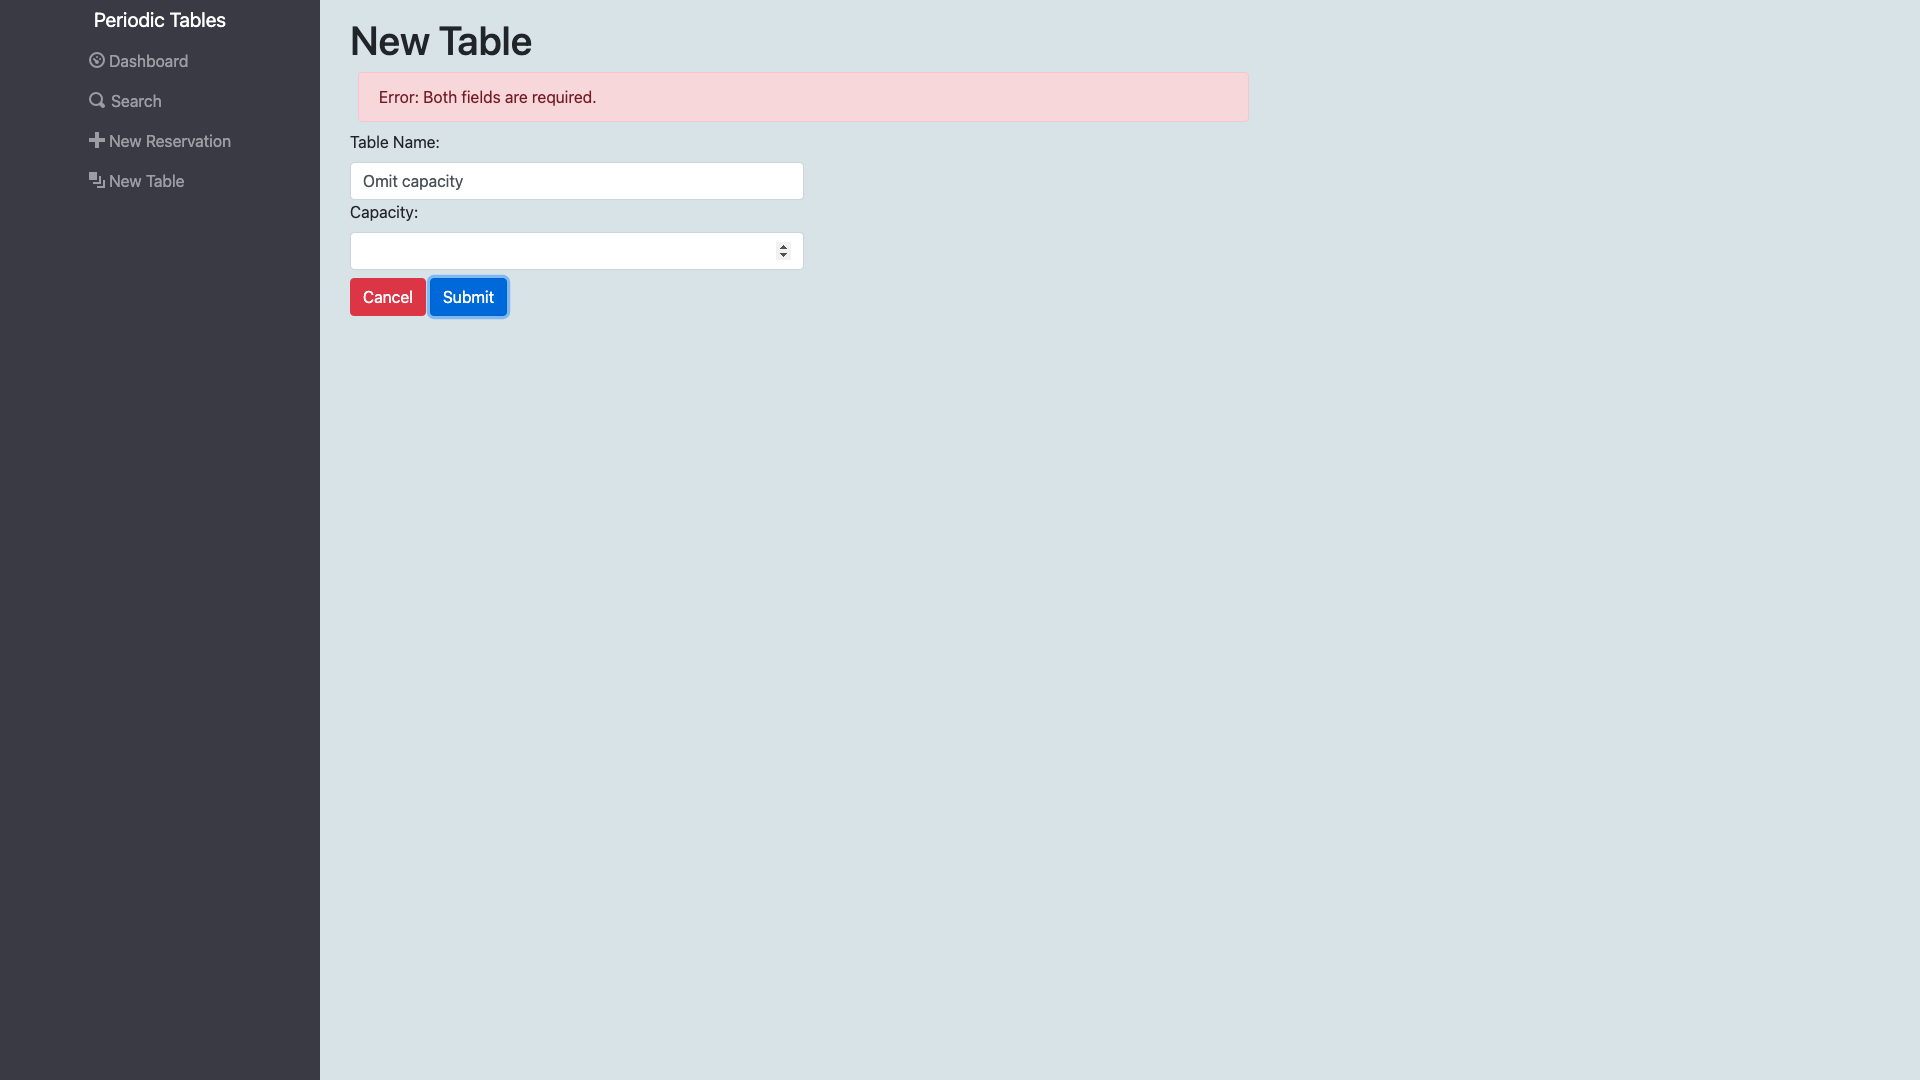 Periodic Tables
Dashboard
Search
New Reservation
New Table
New Table
Error: Both fields are required.
Table Name:
Omit capacity
Capacity:
Cancel
Submit